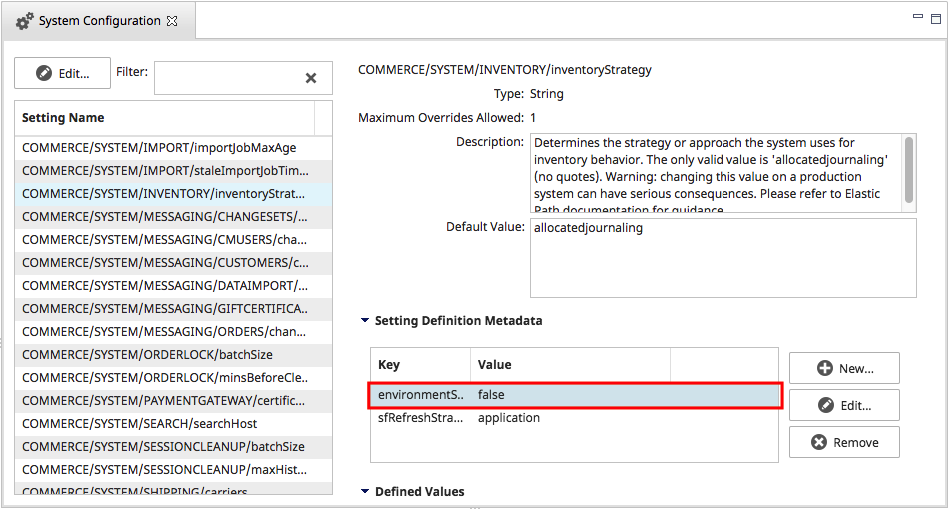 System Configuration
Edit...
Filter:
Setting Name
COMMERCE/SYSTEM/IMPORT/importJobMaxAge
COMMERCE/SYSTEM/IMPORT/staleImportJobTim...
COMMERCE/SYSTEM/INVENTORY/inventoryStrat...
COMMERCE/SYSTEM/MESSAGING/CHANGESETS/...
COMMERCE/SYSTEM/MESSAGING/CMUSERS/cha...
COMMERCE/SYSTEM/MESSAGING/CUSTOMERS/c...
COMMERCE/SYSTEM/MESSAGING/DATAIMPORT/...
COMMERCE/SYSTEM/MESSAGING/GIFTCERTIFICA...
COMMERCE/SYSTEM/MESSAGING/ORDERS/chan...
COMMERCE/SYSTEM/ORDERLOCK/batchSize
COMMERCE/SYSTEM/ORDERLOCK/minsBeforeCle...
COMMERCE/SYSTEM/PAYMENTGATEWAY/certific...
COMMERCE/SYSTEM/SEARCH/searchHost
COMMERCE/SYSTEM/SESSIONCLEANUP/batchSize
COMMERCE/SYSTEM/SESSIONCLEANUP/maxHist...
COMMERCE/SYSTEM/SHIPPING/carriers
COMMERCE/SYSTEM/INVENTORY/inventoryStrategy
Type: String
Maximum Overrides Allowed: 1
Description:
Determines the strategy or approach the system uses for
inventory behavior. The only valid value is 'allocatedjournaling'
(no quotes). Warning: changing this value on a production
system can have serious consequences. Please refer to Elastic
Path documentation for guidance
Default Value: allocatedjournaling
Setting Definition Metadata
Key Value
environmentS.. false
sfRefreshStra... application
New...
Edit...
Remove
Defined Values